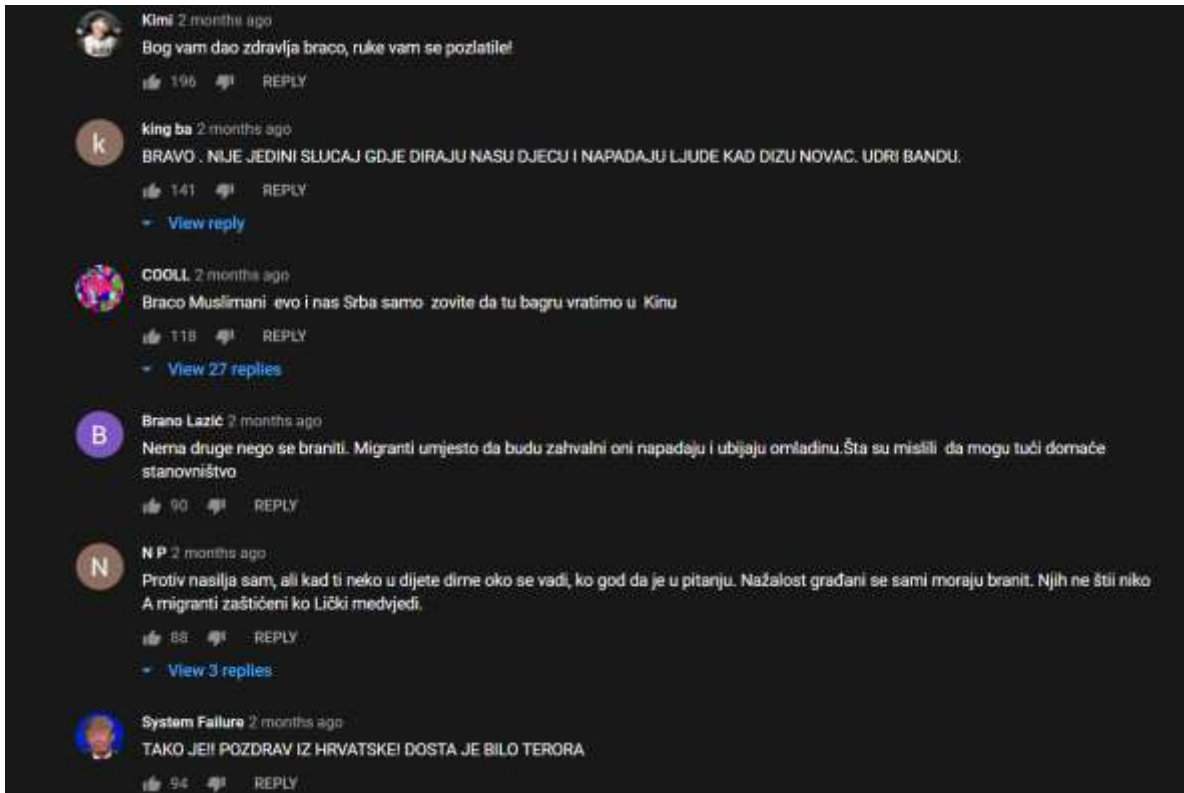 Kimi 2 months ago
Bog vam dao zdravlja braco, ruke vam se pozlatile!
196 REPLY
k
king ba 2 months ago
BRAVO . NIJE JEDINI SLUCAJ GDJE DIRAJU NASU DJECU I NAPADAJU LJUDE KAD DIZU NOVAC. UDRI BANDU.
141 REPLY
View reply
COOLL 2 months ago
Braco Muslimani evo i nas Srba samo zovite da tu bagru vratimo u Kinu
118 REPLY
View 27 replies
B
Brano Lazić 2 months ago
Nema druge nego se braniti. Migranti umjesto da budu zahvalni oni napadaju i ubijaju omladinu.Šta su mislili da mogu tući domaće
stanovništvo
90 REPLY
N
N P 2 months ago
Protiv nasilja sam, ali kad ti neko u dijete dirne oko se vadi, ko god da je u pitanju. Nažalost građani se sami moraju branit. Njih ne štii niko
A migranti zaštićeni ko Lički medvjedi.
88 REPLY
View 3 replies
System Failure 2 months ago
TAKO JE!! POZDRAV IZ HRVATSKE! DOSTA JE BILO TERORA
94 REPLY